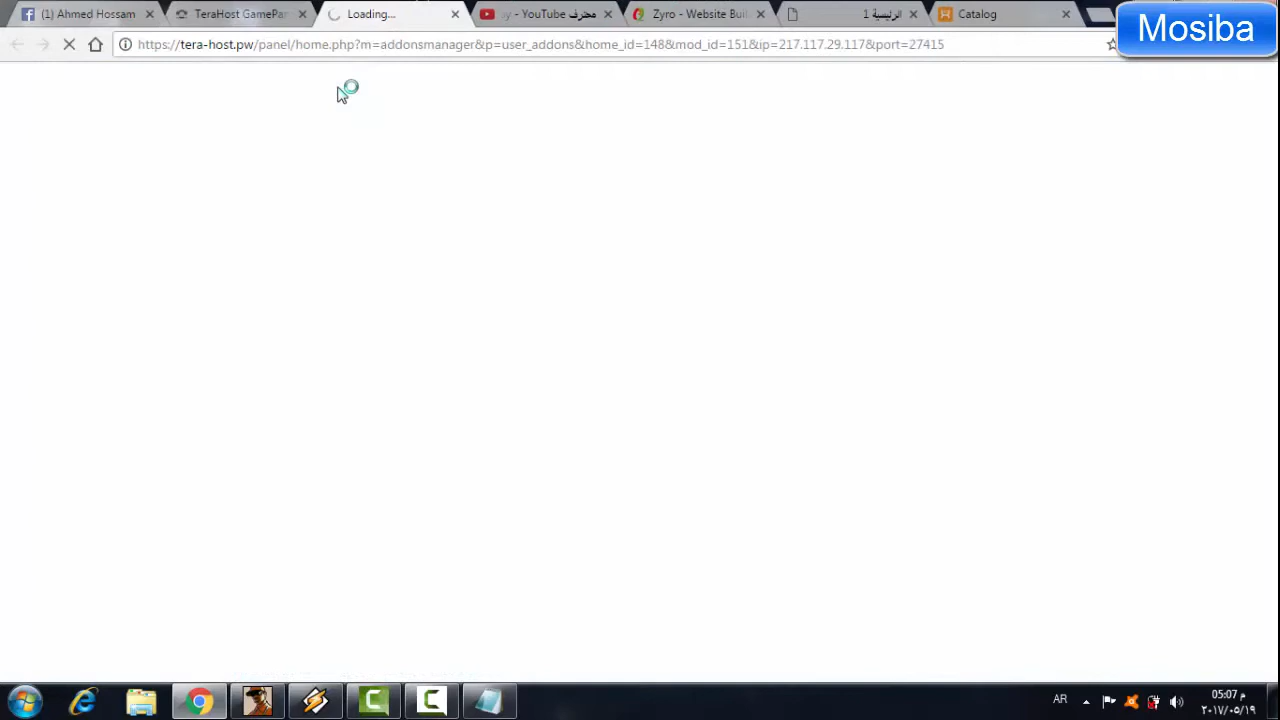 (1) Ahmed Hossam
TeraHost GamePan
Loading...
محترف by - YouTube
Zyro - Website Buil
الرئيسية 1
Catalog
Mosiba
https://tera-host.pw/panel/home.php?m=addonsmanager&p=user_addons&home_id=148&mod_id=151&ip=217.117.29.117&port=27415
AR
05:07 م
٢٠١٧/٠٥/١٩